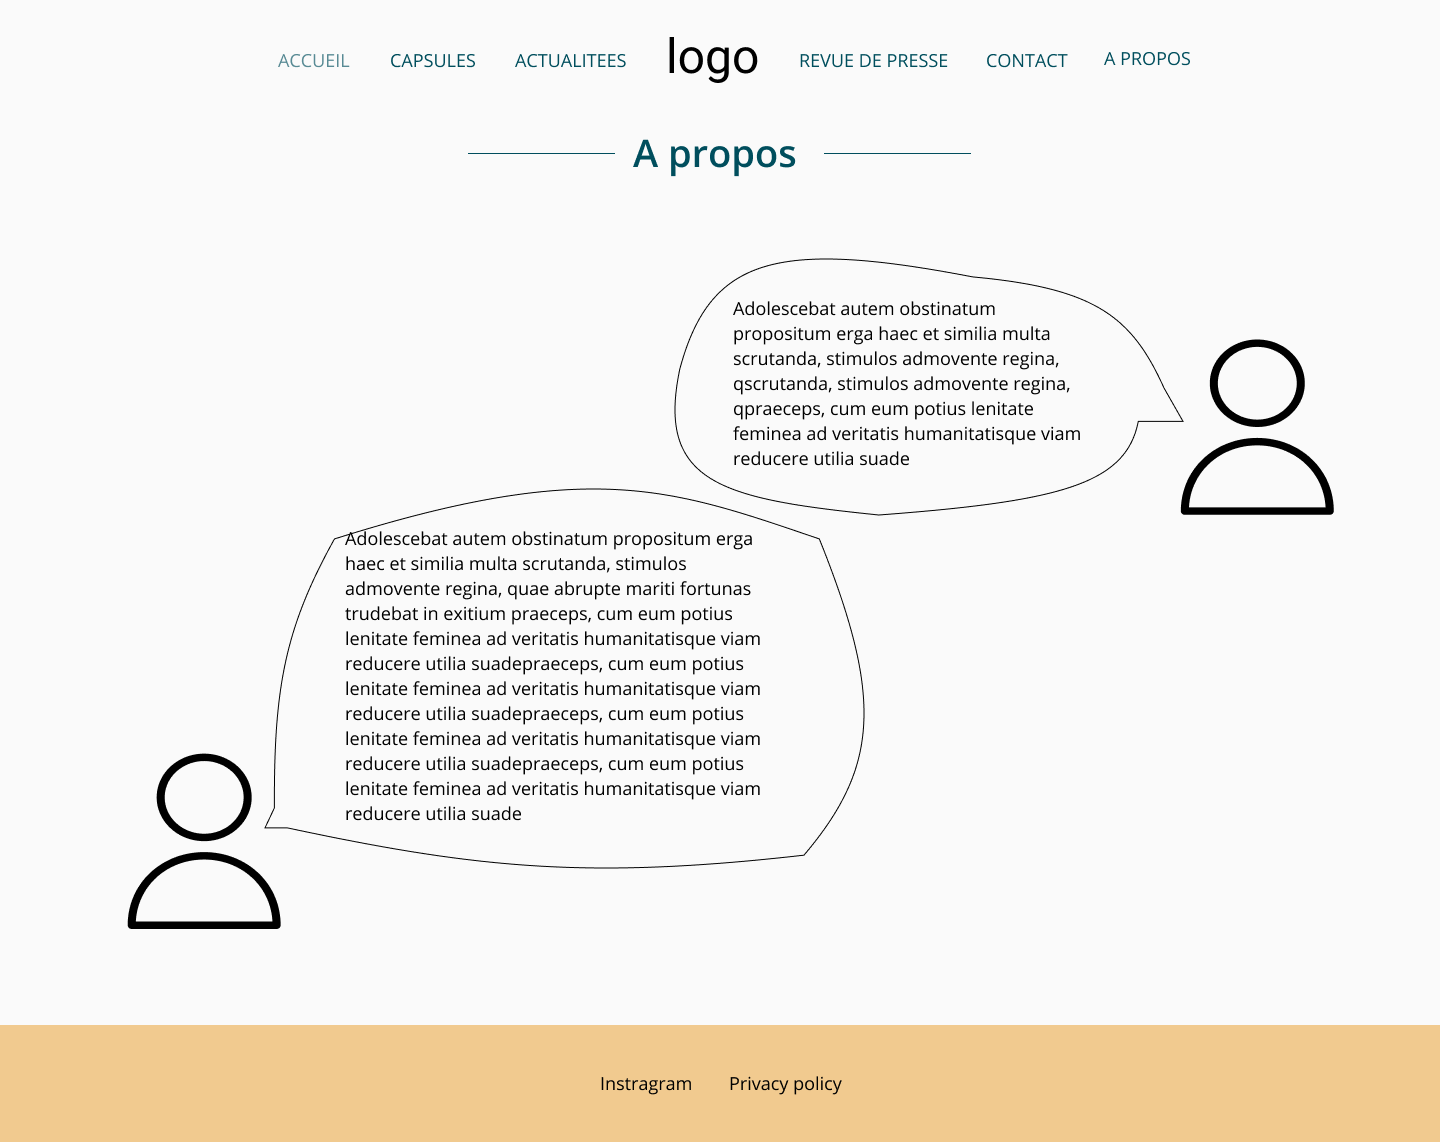 ACCUEIL CAPSULES ACTUALITEES logo REVUE DE PRESSE CONTACT A PROPOS
A propos
Adolescebat autem obstinatum
propositum erga haec et similia multa
scrutanda, stimulos admovente regina,
qscrutanda, stimulos admovente regina,
qpraeceps, cum eum potius lenitate
feminea ad veritatis humanitatisque viam
reducere utilia suade
Adolescebat autem obstinatum propositum erga
haec et similia multa scrutanda, stimulos
admovente regina, quae abrupte mariti fortunas
trudebat in exitium praeceps, cum eum potius
lenitate feminea ad veritatis humanitatisque viam
reducere utilia suadepraeceps, cum eum potius
lenitate feminea ad veritatis humanitatisque viam
reducere utilia suadepraeceps, cum eum potius
lenitate feminea ad veritatis humanitatisque viam
reducere utilia suadepraeceps, cum eum potius
lenitate feminea ad veritatis humanitatisque viam
reducere utilia suade
Instragram Privacy policy